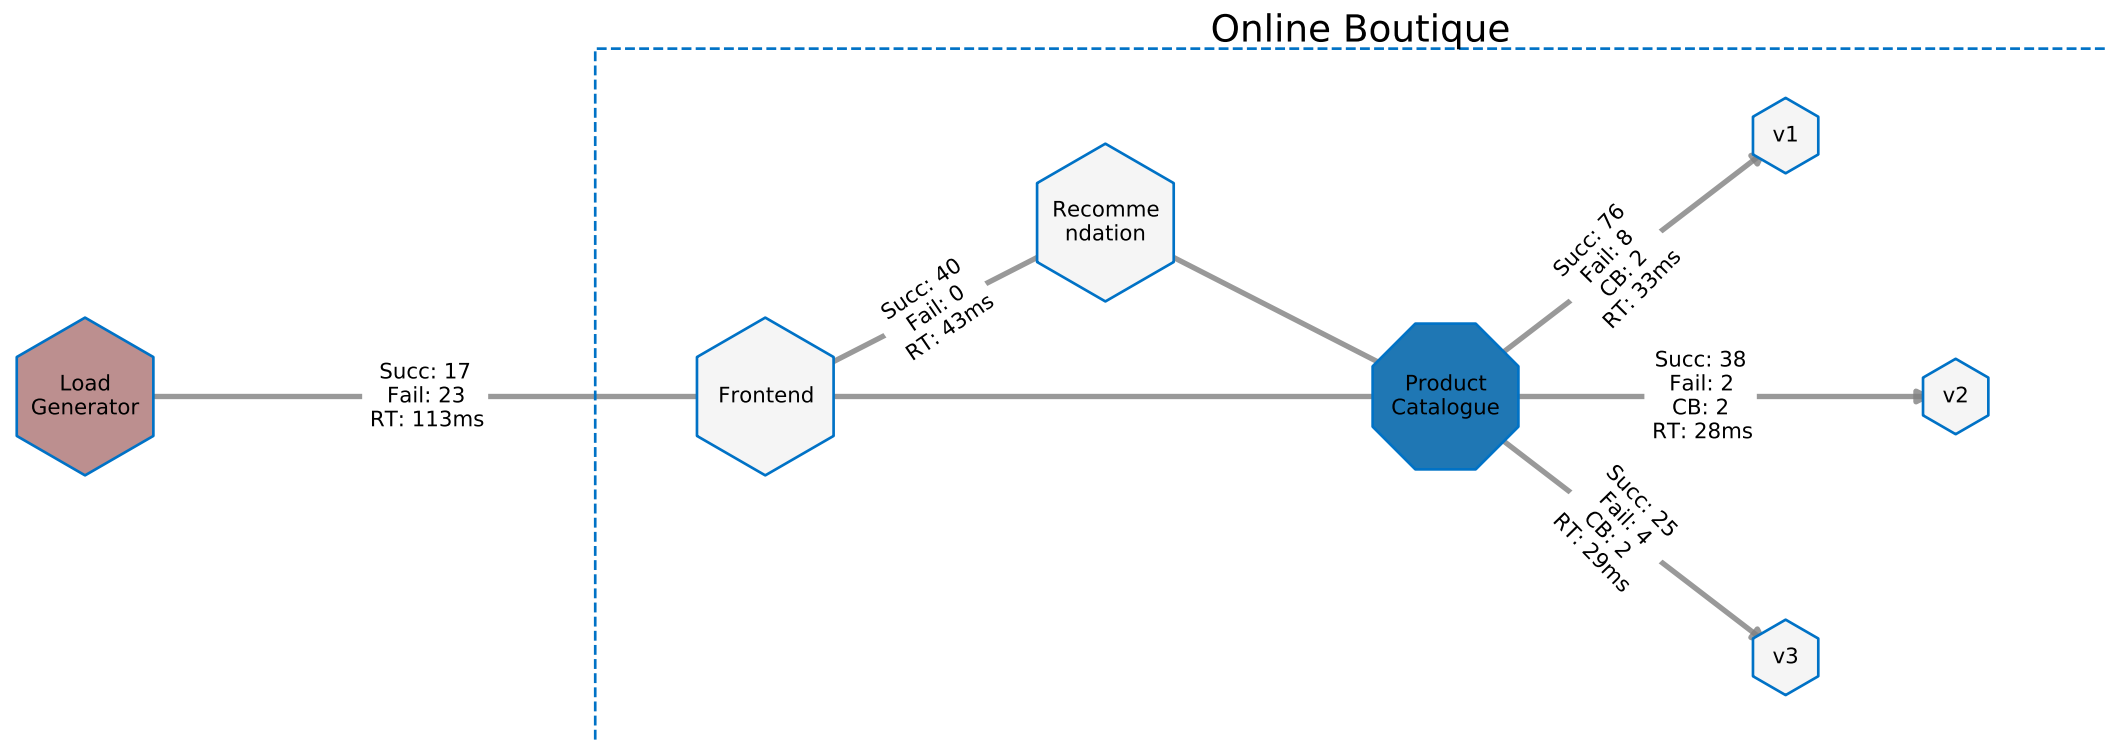 Online Boutique
Load
Generator
Succ: 17
Fail: 23
RT: 113ms
Frontend
Succ: 40
Fail: 0
RT: 43ms
Recomme
ndation
Product
Catalogue
Succ: 76
Fail: 8
CB: 2
RT: 33ms
v1
Succ: 38
Fail: 2
CB: 2
RT: 28ms
v2
Succ: 25
Fail: 4
CB: 2
RT: 29ms
v3